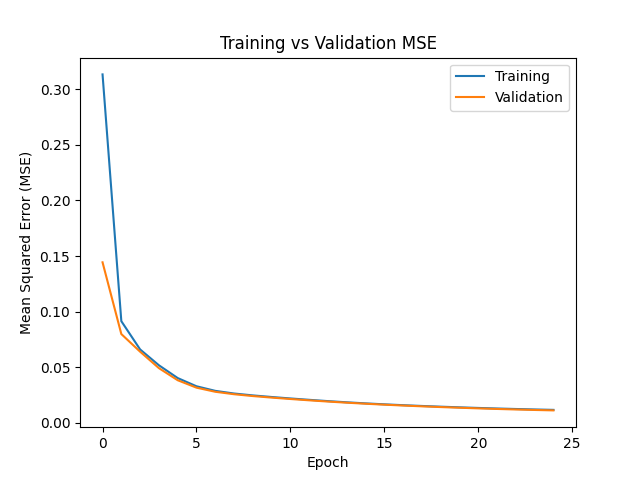 Training vs Validation MSE
Training
Validation
0.30
0.25
0.20
0.15
0.10
0.05
0.00
Mean Squared Error (MSE)
0 5 10 15 20 25
Epoch